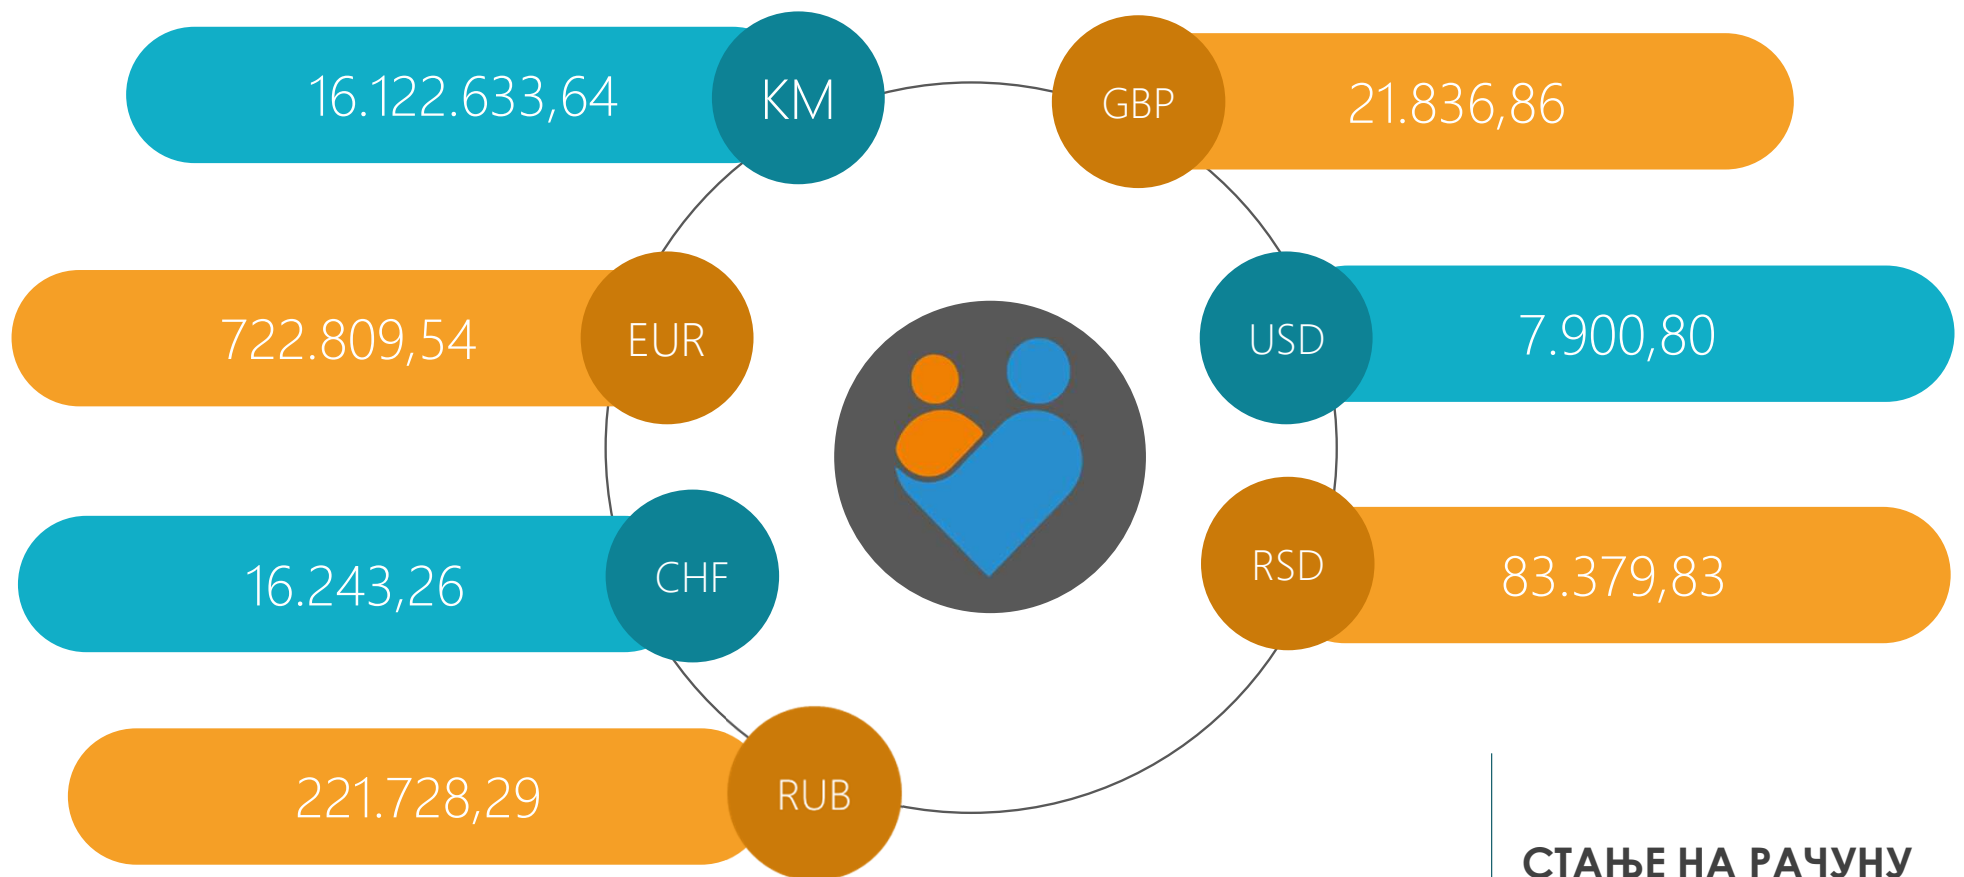 16.122.633,64 KM
GBP 21.836,86
722.809,54 EUR
USD 7.900,80
16.243,26 CHF
RSD 83.379,83
221.728,29 RUB
СТАЊЕ НА РАЧУНУ